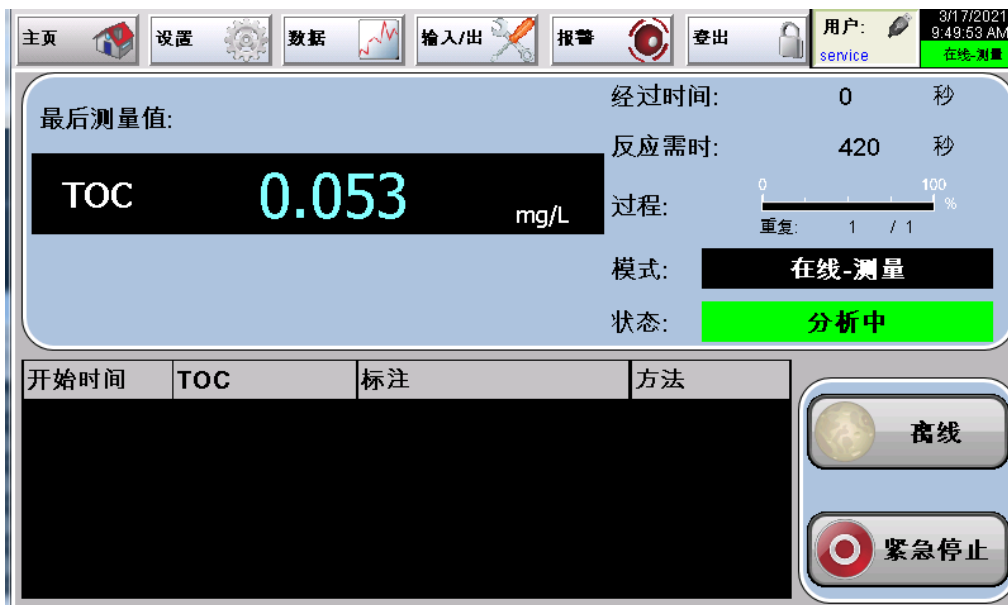 主页 设置 数据 输入/出 报警 登出 用户: service
3/17/2021
9:49:53 AM
在线-测量
最后测量值:
TOC 0.053 mg/L
经过时间: 0 秒
反应需时: 420 秒
过程: 0 100 %
重复: 1 / 1
模式: 在线-测量
状态: 分析中
开始时间 TOC 标注 方法
离线
紧急停止